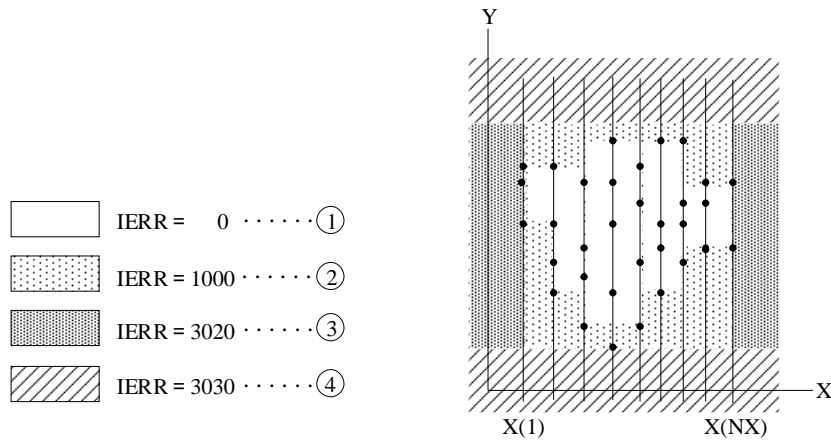 Y
IERR = 0 · · · · · · ①
IERR = 1000 · · · · · · ②
IERR = 3020 · · · · · · ③
IERR = 3030 · · · · · · ④
X
X(1) X(NX)